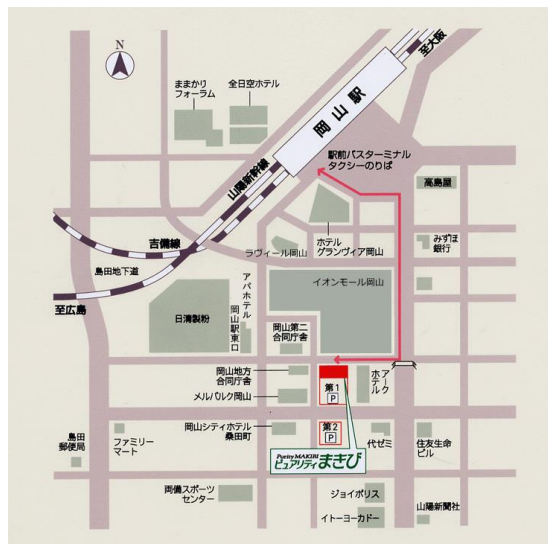 N
至大阪
ままかり
フォーラム
全日空ホテル
岡山駅
駅前バスターミナル
タクシーのりば
山陽新幹線
高島屋
吉備線
ラヴィール岡山
ホテル
グランヴィア岡山
みずほ
銀行
島田地下道
至広島
日清製粉
アパホテル
岡山駅東口
イオンモール岡山
岡山第二
合同庁舎
岡山地方
合同庁舎
メルパルク岡山
第1
P
アーク
ホテル
岡山シティホテル
桑田町
第2
P
島田
郵便局
ファミリー
マート
代ゼミ
住友生命
ビル
Purity MAKIBI
ピュアリティまきび
両備スポーツ
センター
ジョイポリス
イトーヨーカドー
山陽新聞社